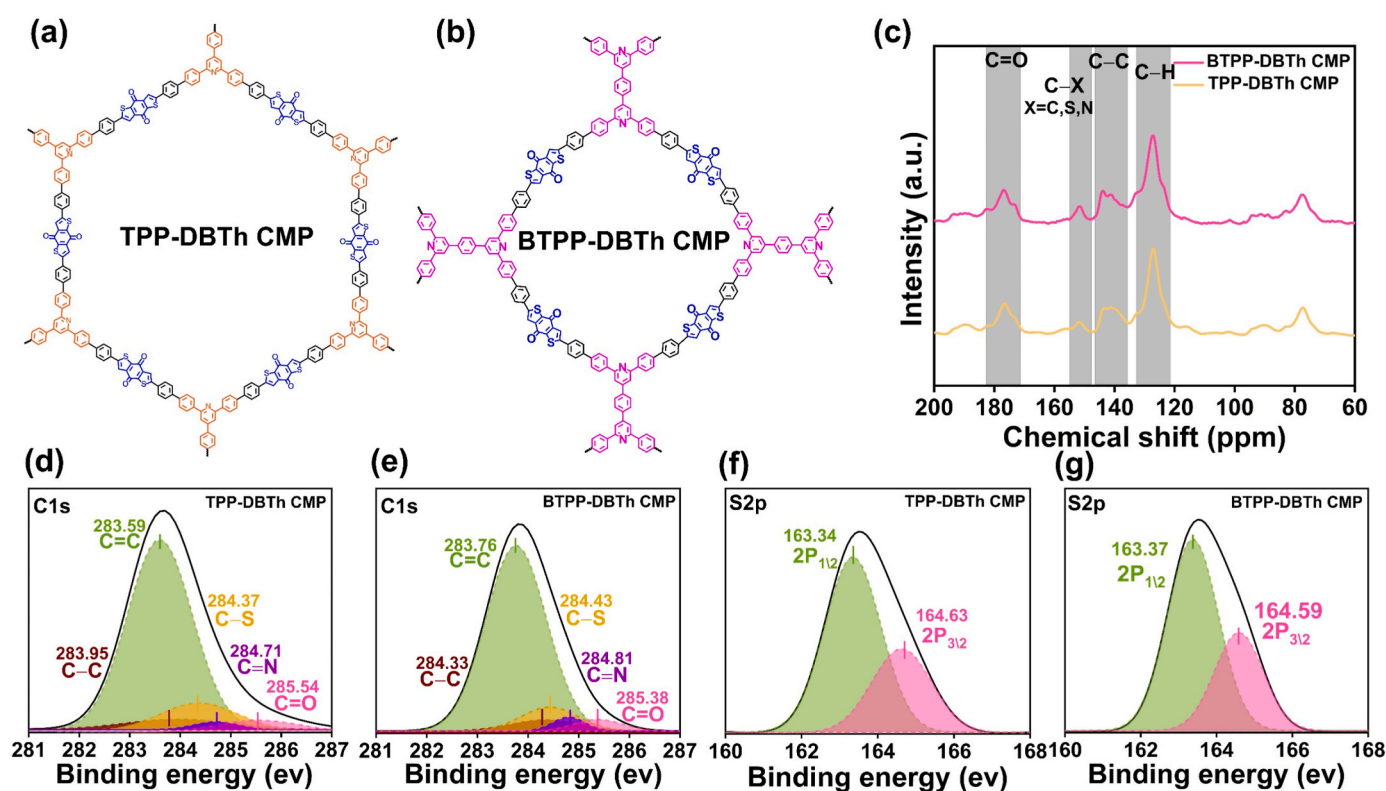 (a)
TPP-DBTh CMP
(b)
BTPP-DBTh CMP
(c)
C=O
C–X
X=C,S,N
C–C
C–H
BTPP-DBTh CMP
TPP-DBTh CMP
Intensity (a.u.)
200 180 160 140 120 100 80 60
Chemical shift (ppm)
(d)
C1s
TPP-DBTh CMP
283.59
C=C
284.37
C–S
283.95
C–C
284.71
C=N
285.54
C=O
281 282 283 284 285 286 287
Binding energy (ev)
(e)
C1s
BTPP-DBTh CMP
283.76
C=C
284.43
C–S
284.33
C–C
284.81
C=N
285.38
C=O
281 282 283 284 285 286 287
Binding energy (ev)
(f)
S2p
TPP-DBTh CMP
163.34
2P1\2
164.63
2P3\2
160 162 164 166 168
Binding energy (ev)
(g)
S2p
BTPP-DBTh CMP
163.37
2P1\2
164.59
2P3\2
160 162 164 166 168
Binding energy (ev)